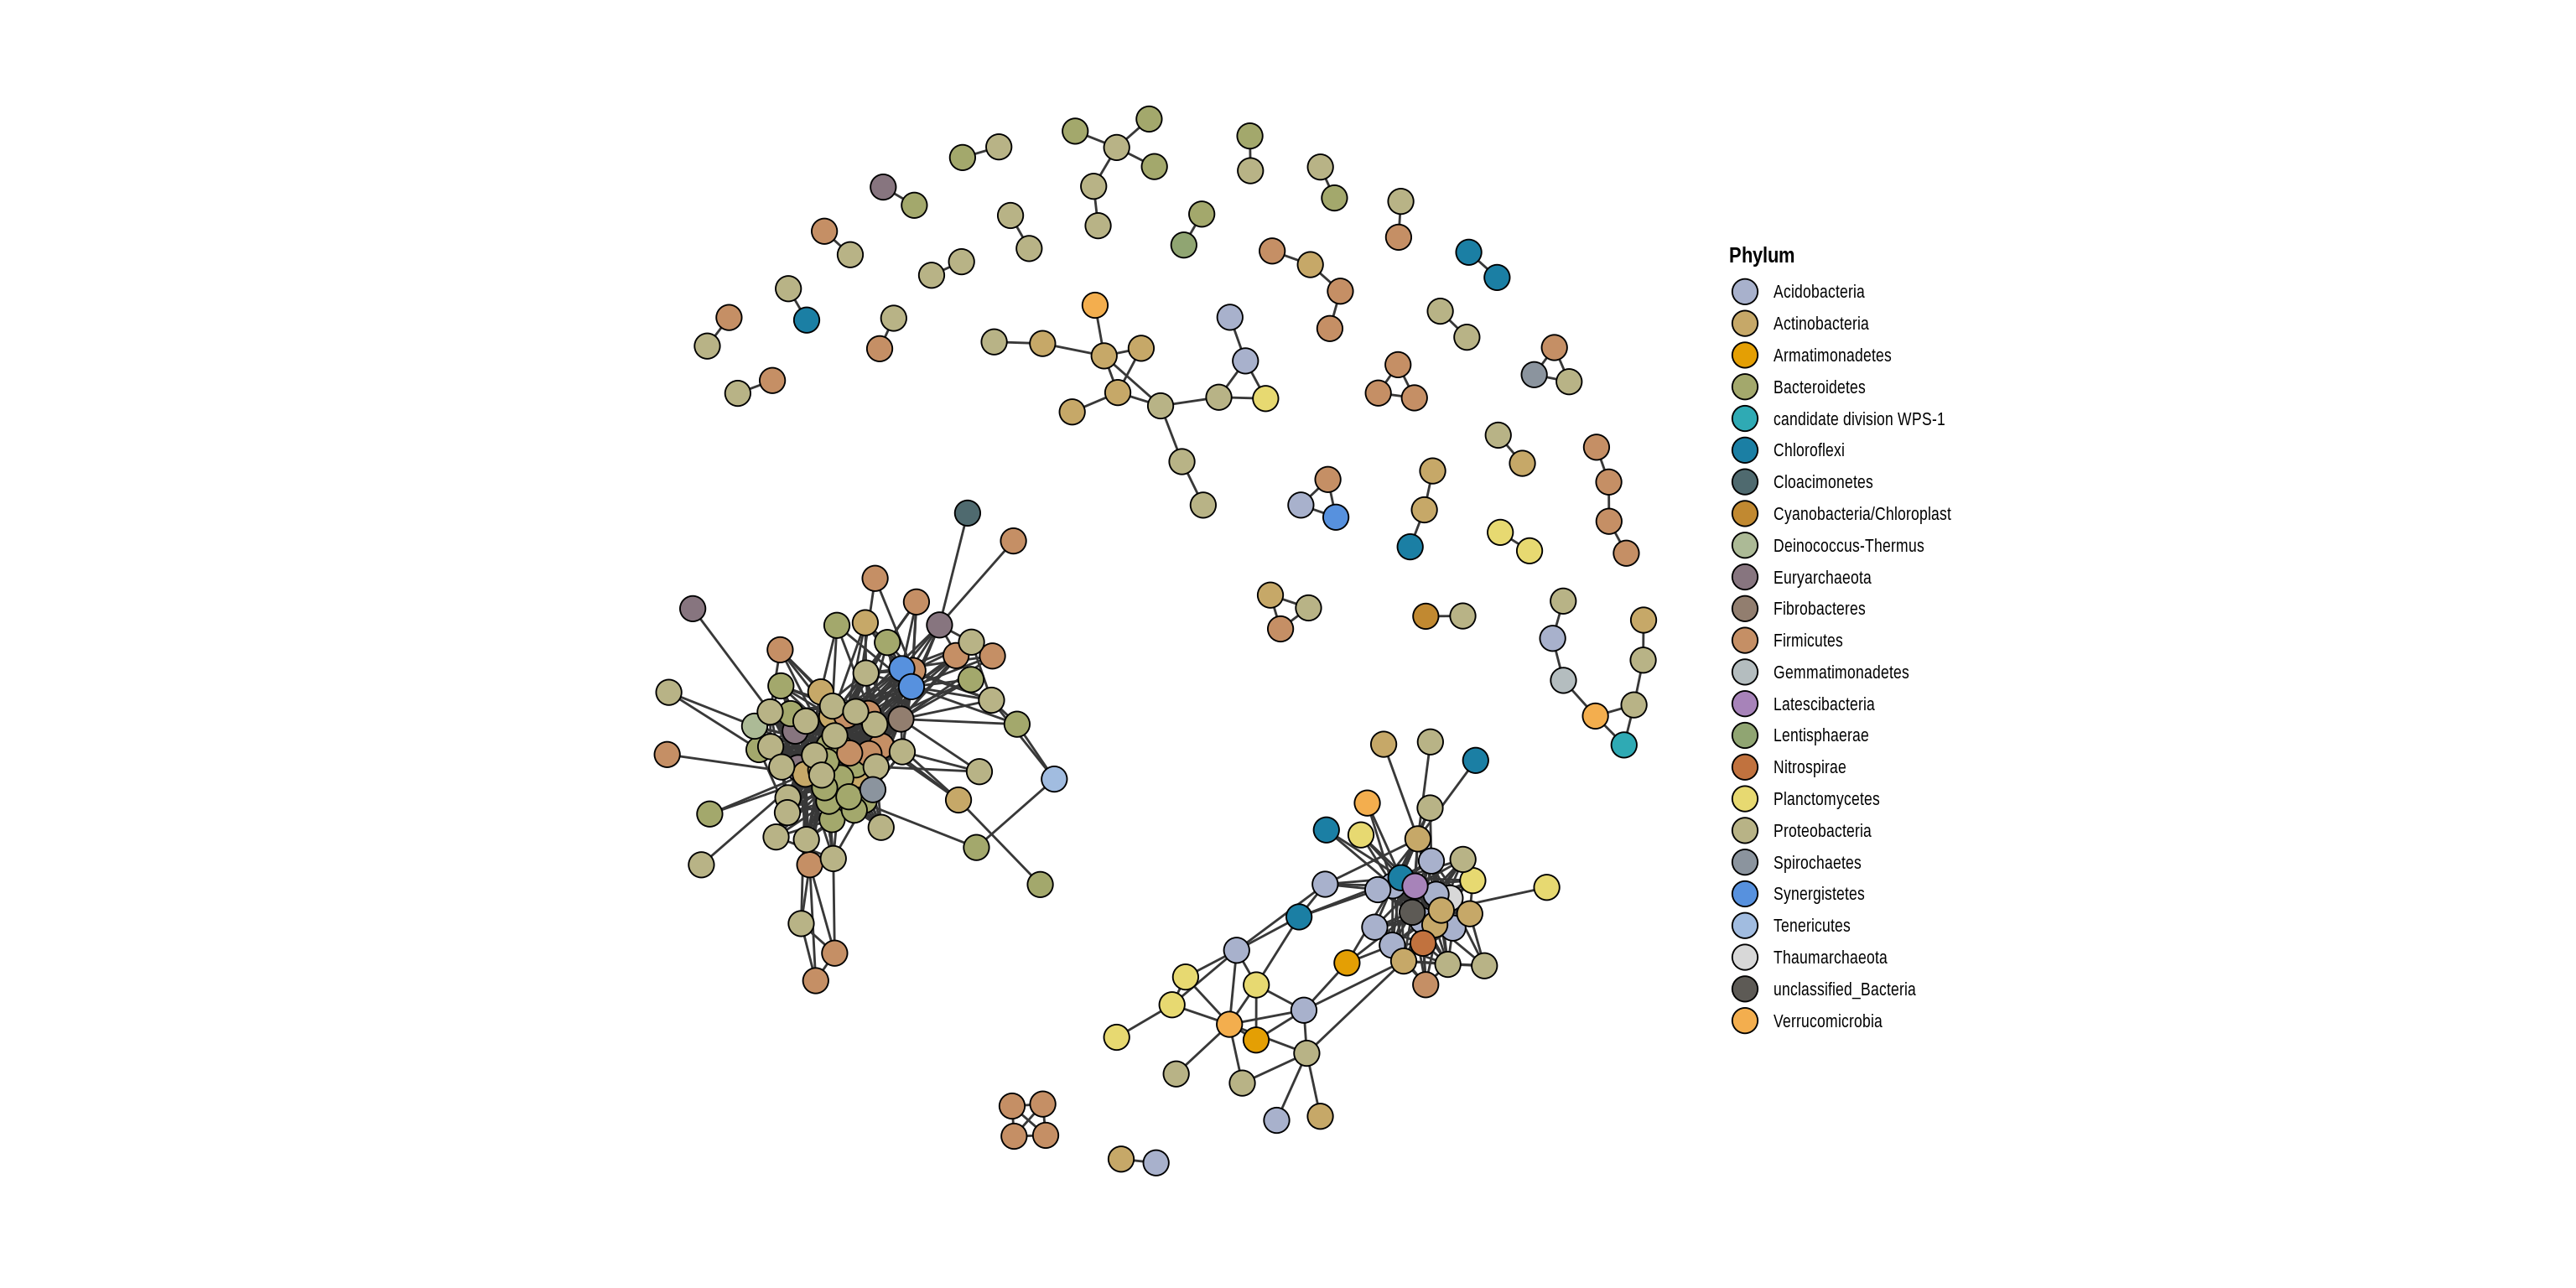 Phylum
Acidobacteria
Actinobacteria
Armatimonadetes
Bacteroidetes
candidate division WPS-1
Chloroflexi
Cloacimonetes
Cyanobacteria/Chloroplast
Deinococcus-Thermus
Euryarchaeota
Fibrobacteres
Firmicutes
Gemmatimonadetes
Latescibacteria
Lentisphaerae
Nitrospirae
Planctomycetes
Proteobacteria
Spirochaetes
Synergistetes
Tenericutes
Thaumarchaeota
unclassified_Bacteria
Verrucomicrobia